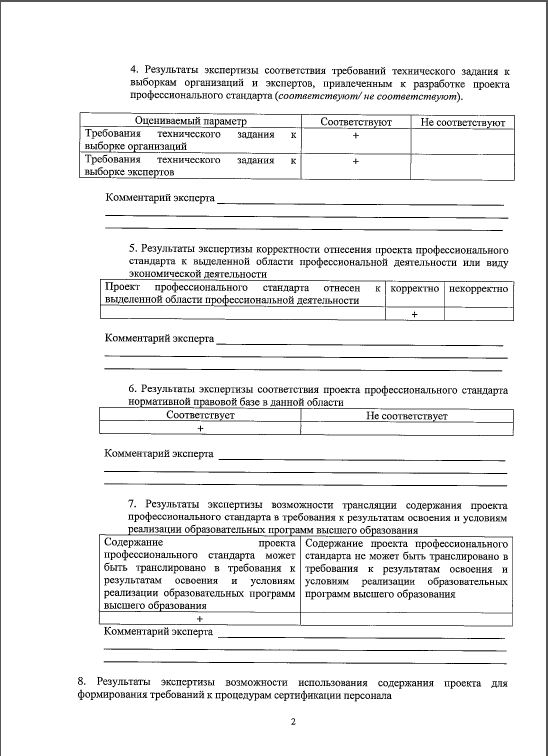 4. Результаты экспертизы соответствия требований технического задания к
выборкам организаций и экспертов, привлеченным к разработке проекта
профессионального стандарта (соответствуют/ не соответствуют).
Оцениваемый параметр Соответствуют Не соответствуют
Требования технического задания к
выборке организаций
+
Требования технического задания к
выборке экспертов
+
Комментарий эксперта
5. Результаты экспертизы корректности отнесения проекта профессионального
стандарта к выделенной области профессиональной деятельности или виду
экономической деятельности
Проект профессионального стандарта отнесен к
выделенной области профессиональной деятельности
корректно некорректно
+
Комментарий эксперта
6. Результаты экспертизы соответствия проекта профессионального стандарта
нормативной правовой базе в данной области
Соответствует Не соответствует
+
Комментарий эксперта
7. Результаты экспертизы возможности трансляции содержания проекта
профессионального стандарта в требования к результатам освоения и условиям
реализации образовательных программ высшего образования
Содержание проекта
профессионального стандарта может
быть транслировано в требования к
результатам освоения и условиям
реализации образовательных программ
высшего образования
Содержание проекта профессионального
стандарта не может быть транслировано в
требования к результатам освоения и
условиям реализации образовательных
программ высшего образования
+
Комментарий эксперта
8. Результаты экспертизы возможности использования содержания проекта для
формирования требований к процедурам сертификации персонала
2